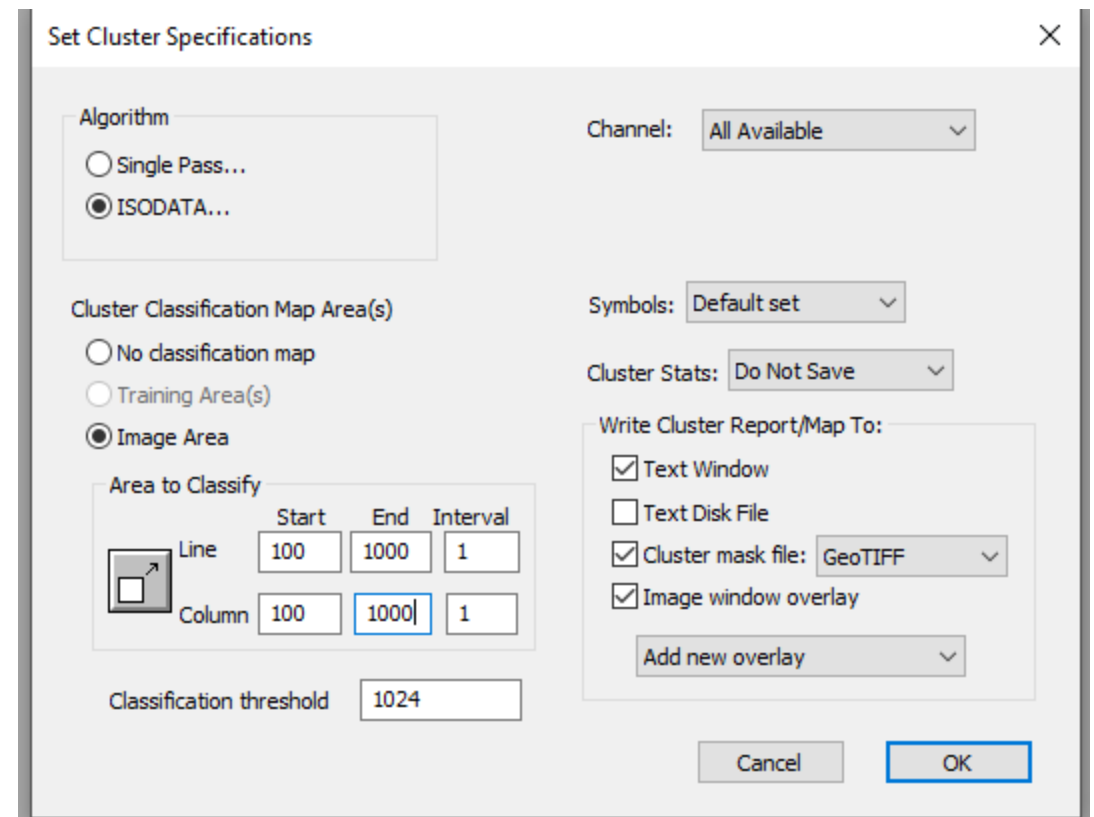 Set Cluster Specifications
Algorithm
Single Pass...
ISODATA...
Channel: All Available
Cluster Classification Map Area(s)
No classification map
Training Area(s)
Image Area
Area to Classify
Start End Interval
Line 100 1000 1
Column 100 1000 1
Classification threshold 1024
Symbols: Default set
Cluster Stats: Do Not Save
Write Cluster Report/Map To:
Text Window
Text Disk File
Cluster mask file: GeoTIFF
Image window overlay
Add new overlay
Cancel OK